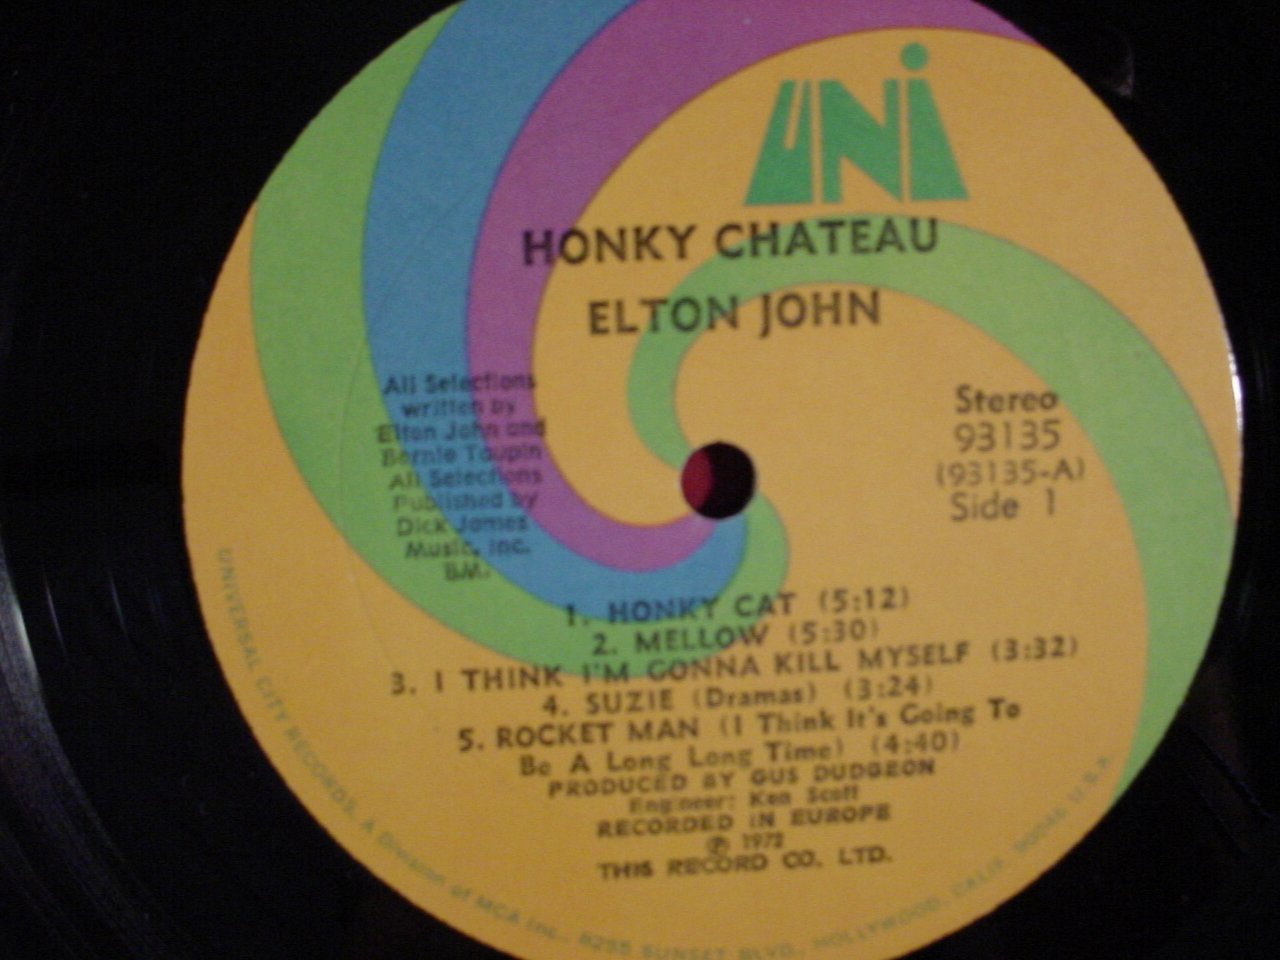 UNI
HONKY CHATEAU
ELTON JOHN
All Selections
written by
Elton John and
Bernie Taupin
All Selections
Published by
Dick James
Music, Inc.
BMI
Stereo
93135
(93135-A)
Side 1
1. HONKY CAT (5:12)
2. MELLOW (5:30)
3. I THINK I'M GONNA KILL MYSELF (3:32)
4. SUZIE (Dramas) (3:24)
5. ROCKET MAN (I Think It's Going To
Be A Long Long Time) (4:40)
PRODUCED BY GUS DUDGEON
Engineer: Ken Scott
RECORDED IN EUROPE
℗ 1972
THIS RECORD CO. LTD.
UNIVERSAL CITY RECORDS, A Division of MCA Inc., 8255 SUNSET BLVD., HOLLYWOOD, CALIF. 90046 U.S.A.